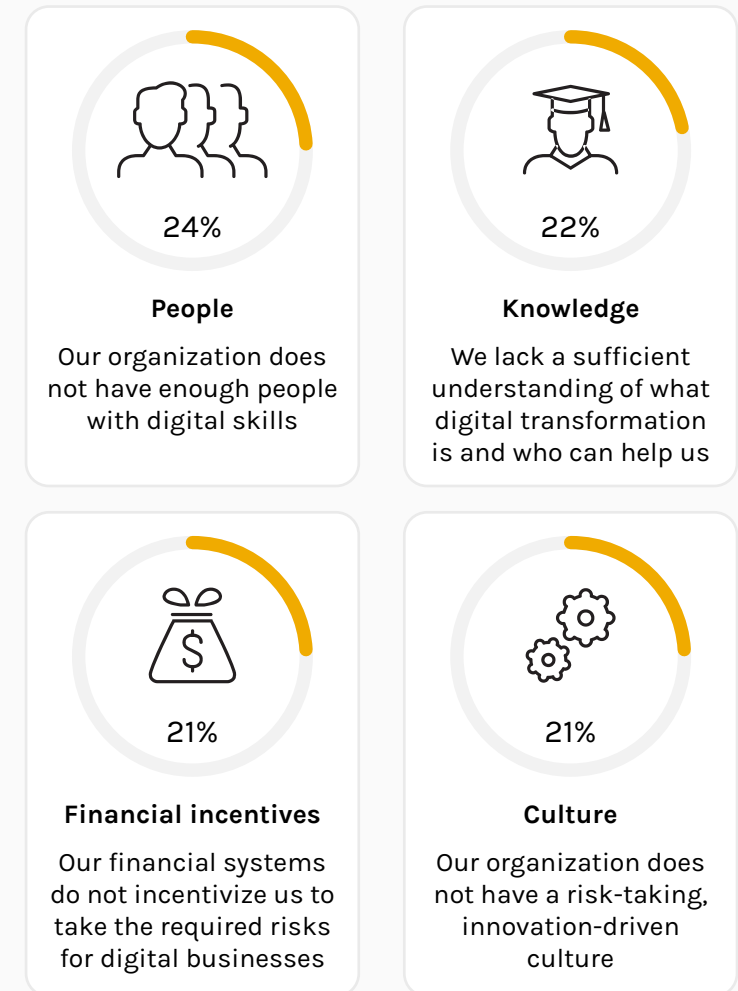 24%
People
Our organization does
not have enough people
with digital skills
22%
Knowledge
We lack a sufficient
understanding of what
digital transformation
is and who can help us
$
21%
Financial incentives
Our financial systems
do not incentivize us to
take the required risks
for digital businesses
21%
Culture
Our organization does
not have a risk-taking,
innovation-driven
culture